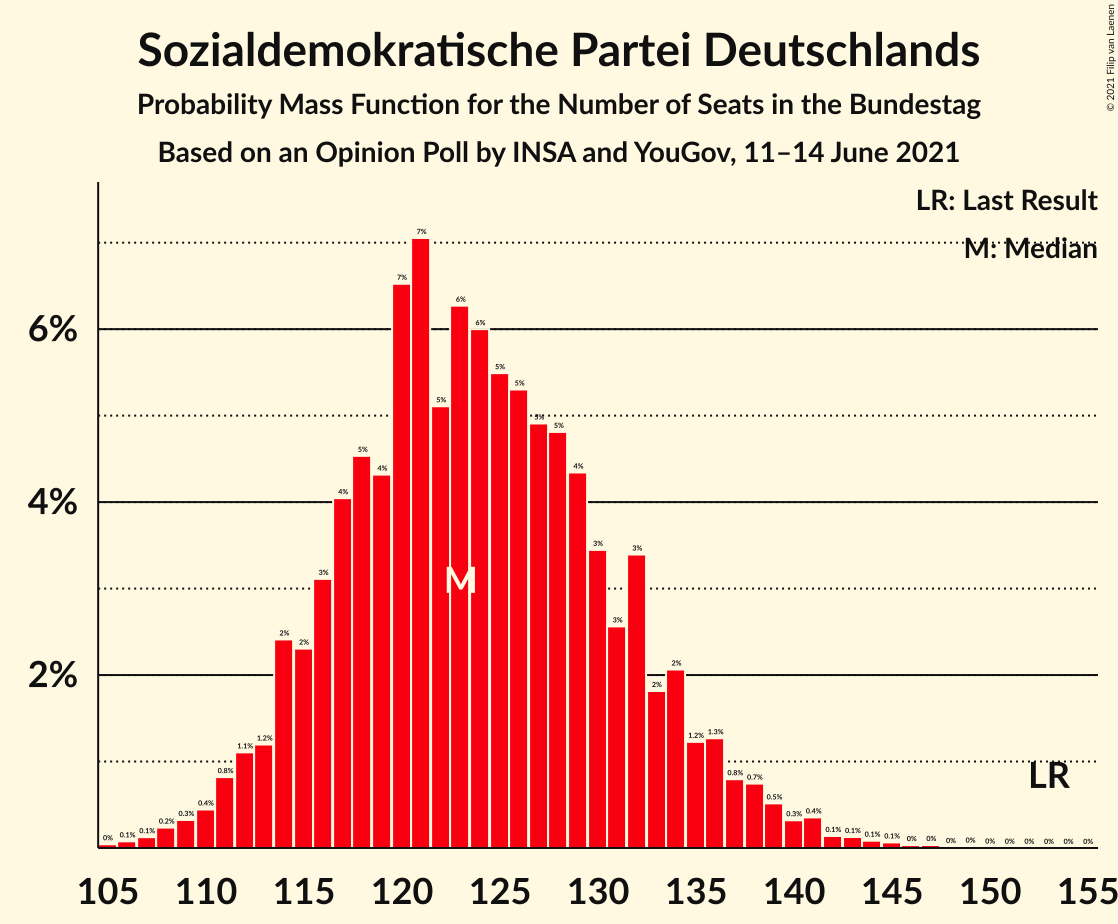 Sozialdemokratische Partei Deutschlands
Probability Mass Function for the Number of Seats in the Bundestag
Based on an Opinion Poll by INSA and YouGov, 11–14 June 2021
© 2021 Filip van Laenen
LR: Last Result
M: Median
6%
4%
2%
0% 0.1% 0.1% 0.2% 0.3% 0.4% 0.8% 1.1% 1.2% 2% 2% 3% 4% 5% 4% 7% 7% 5% 6% 6% 5% 5% 5% 5% 4% 3% 3% 3% 2% 2% 1.2% 1.3% 0.8% 0.7% 0.5% 0.3% 0.4% 0.1% 0.1% 0.1% 0.1% 0% 0% 0% 0% 0% 0% 0% 0% 0% 0%
M
LR
105 110 115 120 125 130 135 140 145 150 155